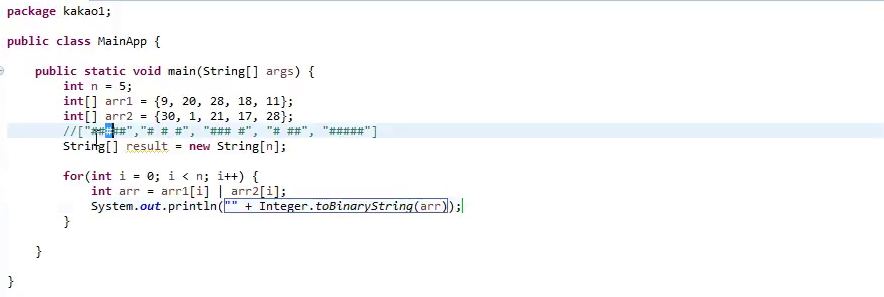 package kakao1;
public class MainApp {
public static void main(String[] args) {
int n = 5;
int[] arr1 = {9, 20, 28, 18, 11};
int[] arr2 = {30, 1, 21, 17, 28};
//["#####","# # #", "### #", "# ##", "#####"]
String[] result = new String[n];
for(int i = 0; i < n; i++) {
int arr = arr1[i] | arr2[i];
System.out.println("" + Integer.toBinaryString(arr));
}
}
}